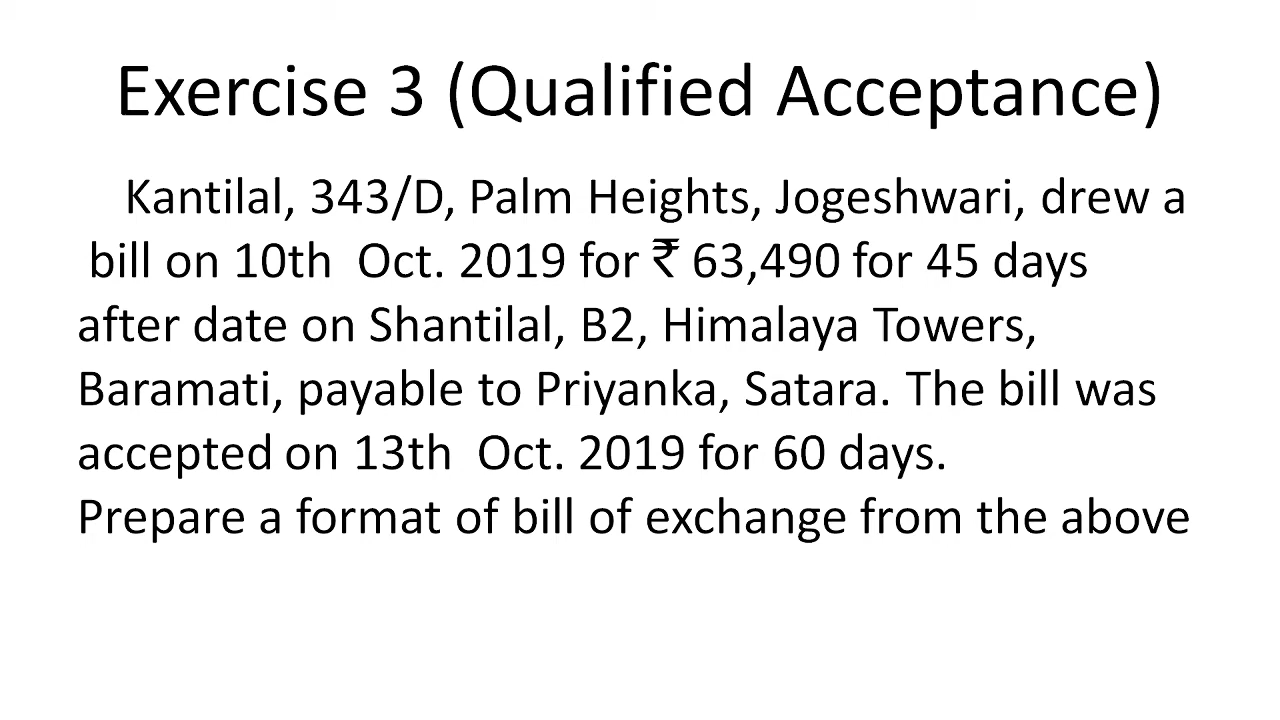 Exercise 3 (Qualified Acceptance)
Kantilal, 343/D, Palm Heights, Jogeshwari, drew a
bill on 10th Oct. 2019 for ₹ 63,490 for 45 days
after date on Shantilal, B2, Himalaya Towers,
Baramati, payable to Priyanka, Satara. The bill was
accepted on 13th Oct. 2019 for 60 days.
Prepare a format of bill of exchange from the above